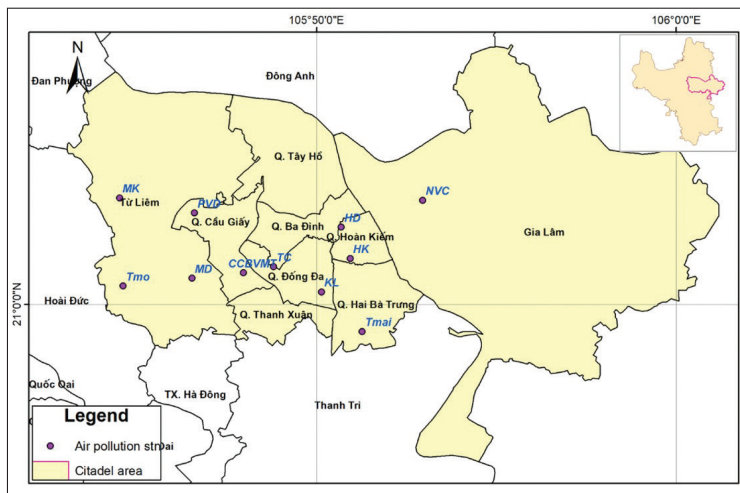 105°50'0"E
106°0'0"E
N
Đan Phượng
Đông Anh
Q. Tây Hồ
MK
Từ Liêm
PVD
Q. Cầu Giấy
NVC
HD
Q. Ba Đình
Q. Hoàn Kiếm
Gia Lâm
HK
TC
CCBVMT
MD
Q. Đống Đa
Tmo
KL
Hoài Đức
21°0'0"N
Q. Hai Bà Trưng
Q. Thanh Xuân
Tmai
Quốc Oai
TX. Hà Đông
Thanh Trì
Legend
Air pollution stn
Citadel area